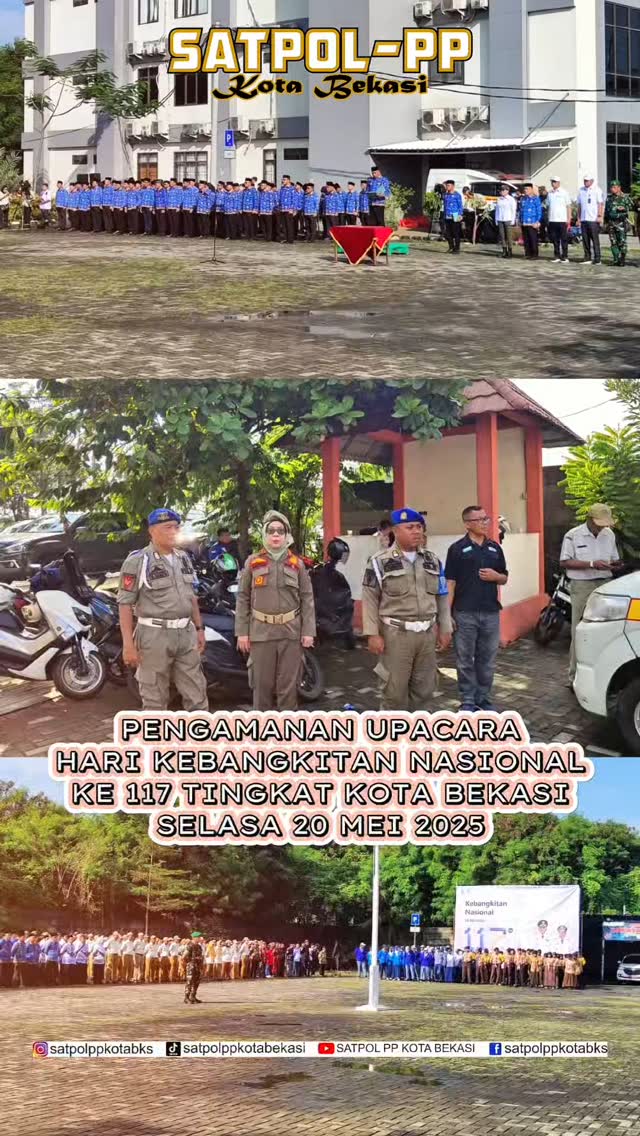 SATPOL-PP
Kota Bekasi
PENGAMANAN UPACARA
HARI KEBANGKITAN NASIONAL
KE 117 TINGKAT KOTA BEKASI
SELASA 20 MEI 2025
Kebangkitan
Nasional
117
satpolppkotabks satpolppkotabekasi SATPOL PP KOTA BEKASI satpolppkotabks